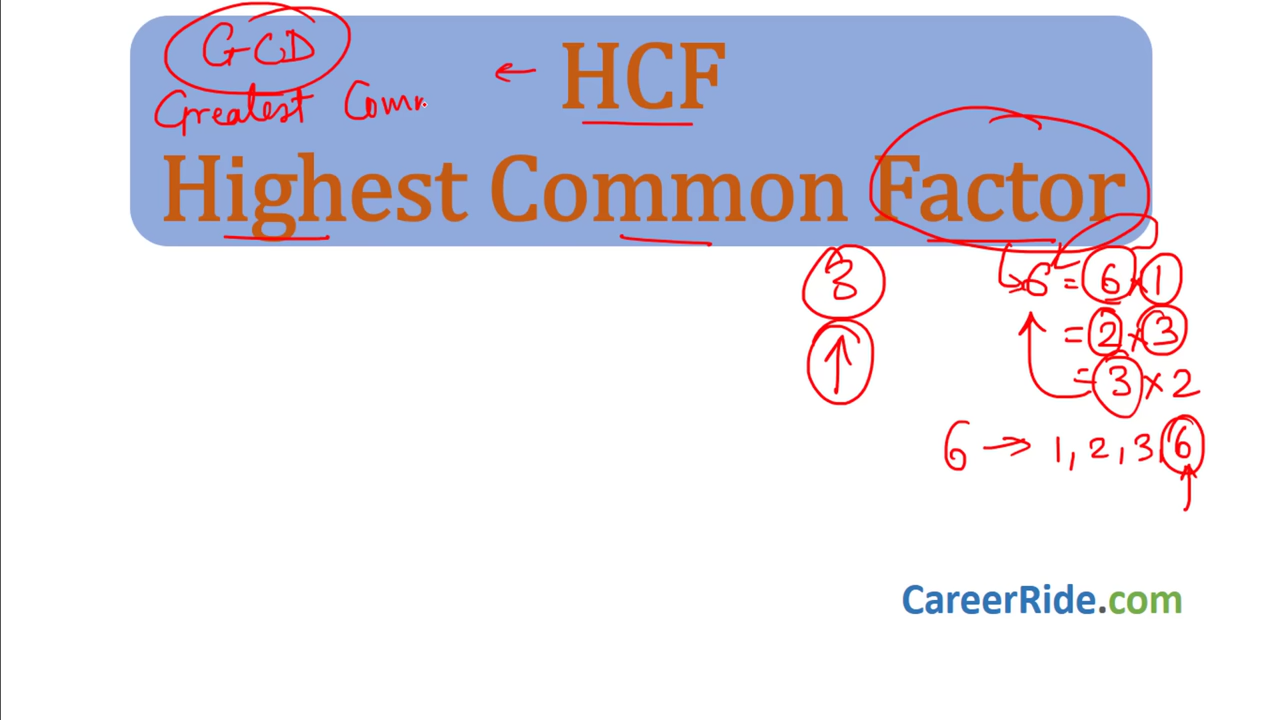 GCD
← HCF
Greatest Comm
Highest Common Factor
3
↑
6 = 6 × 1
= 2 × 3
= 3 × 2
6 → 1, 2, 3, 6
CareerRide.com